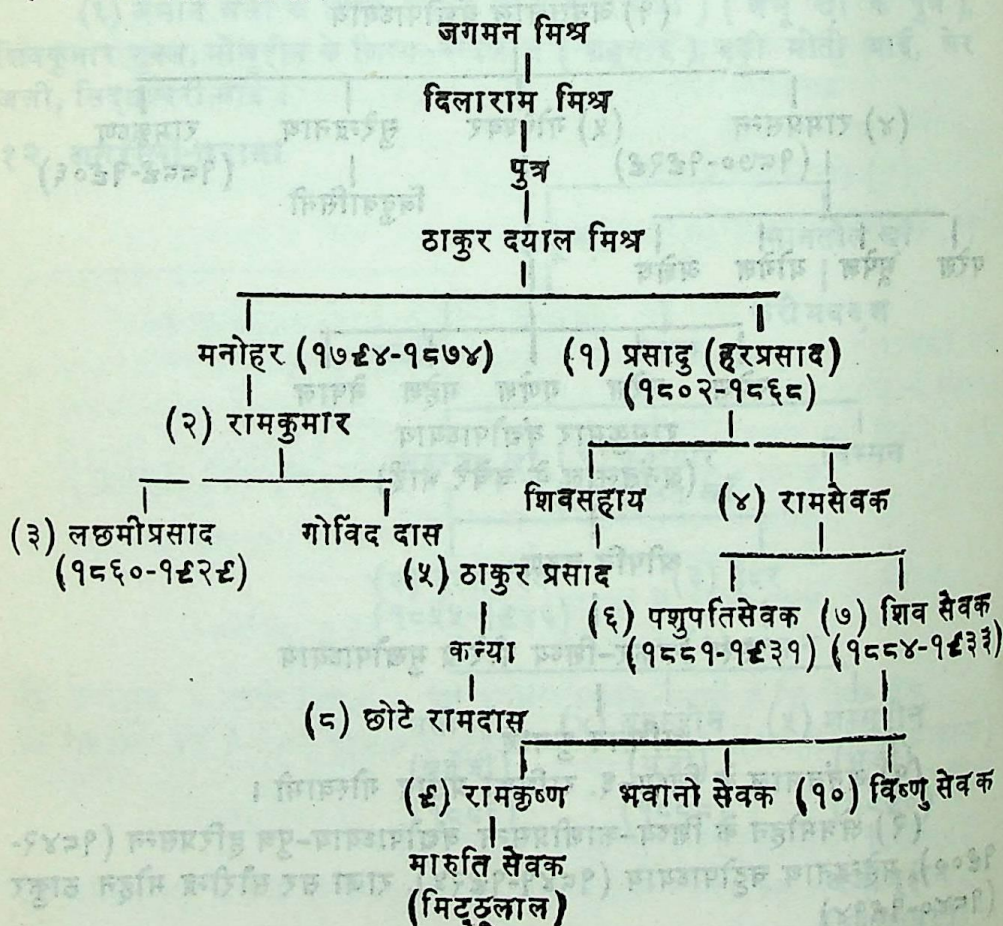 जगमन मिश्र
दिलाराम मिश्र
पुत्र
ठाकुर दयाल मिश्र
मनोहर (१७९४-१८७४) (१) प्रसादु (हरप्रसाद)
(१८०२-१८६८)
(२) रामकुमार
शिवसहाय (४) रामसेवक
(३) लछमीप्रसाद गोविंद दास
(१८६०-१९२९) (५) ठाकुर प्रसाद
(६) पशुपतिसेवक (७) शिव सेवक
कन्या (१८८१-१९३१) (१८८४-१९३३)
(८) छोटे रामदास
(९) रामकृष्ण भवानो सेवक (१०) विष्णु सेवक
मारुति सेवक
(मिट्ठूलाल)